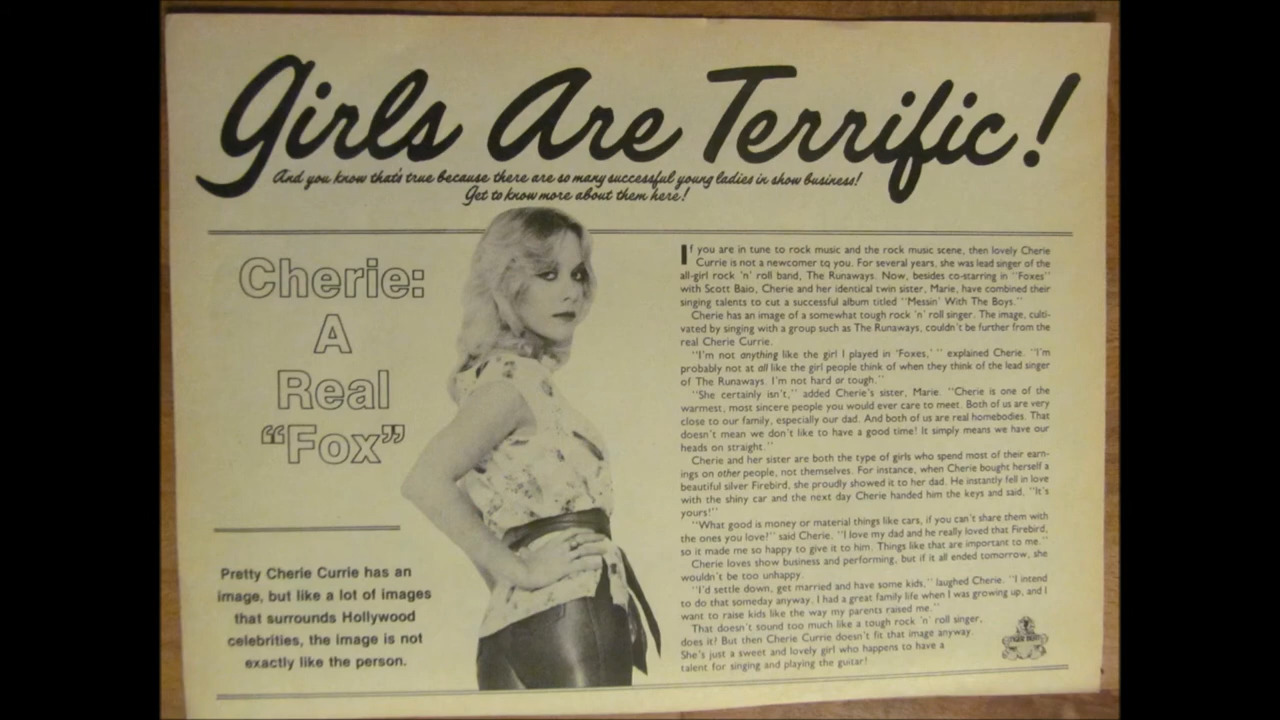 Girls Are Terrific!
And you know that's true because there are so many successful young ladies in show business!
Get to know more about them here!
Cherie:
A
Real
“Fox”
Pretty Cherie Currie has an
image, but like a lot of images
that surrounds Hollywood
celebrities, the image is not
exactly like the person.
If you are in tune to rock music and the rock music scene, then lovely Cherie
Currie is not a newcomer to you. For several years, she was lead singer of the
all-girl rock 'n' roll band, The Runaways. Now, besides co-starring in "Foxes"
with Scott Baio, Cherie and her identical twin sister, Marie, have combined their
singing talents to cut a successful album titled "Messin' With The Boys."
Cherie has an image of a somewhat tough rock 'n' roll singer. The image, culti-
vated by singing with a group such as The Runaways, couldn't be further from the
real Cherie Currie.
"I'm not anything like the girl I played in 'Foxes,' " explained Cherie. "I'm
probably not at all like the girl people think of when they think of the lead singer
of The Runaways. I'm not hard or tough."
"She certainly isn't," added Cherie's sister, Marie. "Cherie is one of the
warmest, most sincere people you would ever care to meet. Both of us are very
close to our family, especially our dad. And both of us are real homebodies. That
doesn't mean we don't like to have a good time! It simply means we have our
heads on straight."
Cherie and her sister are both the type of girls who spend most of their earn-
ings on other people, not themselves. For instance, when Cherie bought herself a
beautiful silver Firebird, she proudly showed it to her dad. He instantly fell in love
with the shiny car and the next day Cherie handed him the keys and said, "It's
yours!"
"What good is money or material things like cars, if you can't share them with
the ones you love?" said Cherie. "I love my dad and he really loved that Firebird,
so it made me so happy to give it to him. Things like that are important to me."
Cherie loves show business and performing, but if it all ended tomorrow, she
wouldn't be too unhappy.
"I'd settle down, get married and have some kids," laughed Cherie. "I intend
to do that someday anyway. I had a great family life when I was growing up, and I
want to raise kids like the way my parents raised me."
That doesn't sound too much like a tough rock 'n' roll singer,
does it? But then Cherie Currie doesn't fit that image anyway.
She's just a sweet and lovely girl who happens to have a
talent for singing and playing the guitar!